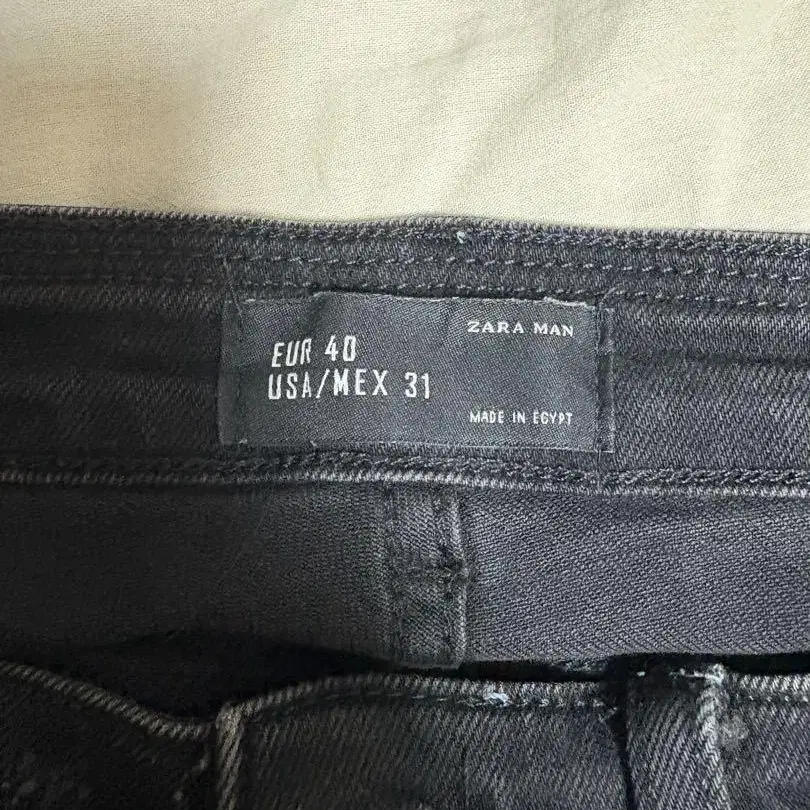 ZARA MAN
EUR 40
USA/MEX 31
MADE IN EGYPT